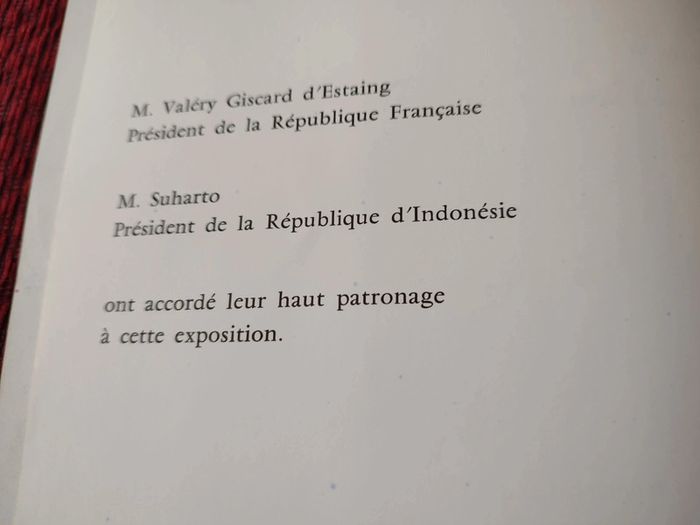 M. Valéry Giscard d'Estaing
Président de la République Française
M. Suharto
Président de la République d'Indonésie
ont accordé leur haut patronage
à cette exposition.